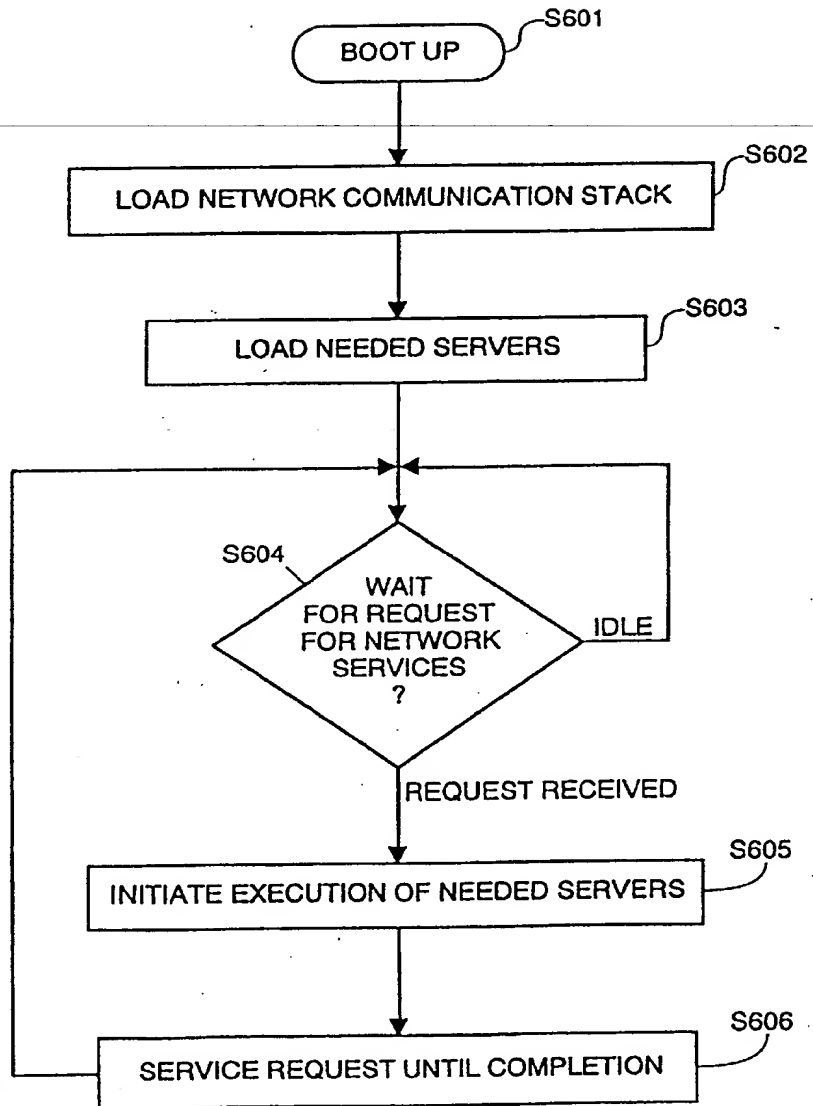 S601
BOOT UP
S602
LOAD NETWORK COMMUNICATION STACK
S603
LOAD NEEDED SERVERS
S604
WAIT
FOR REQUEST
FOR NETWORK
SERVICES
?
IDLE
REQUEST RECEIVED
S605
INITIATE EXECUTION OF NEEDED SERVERS
S606
SERVICE REQUEST UNTIL COMPLETION